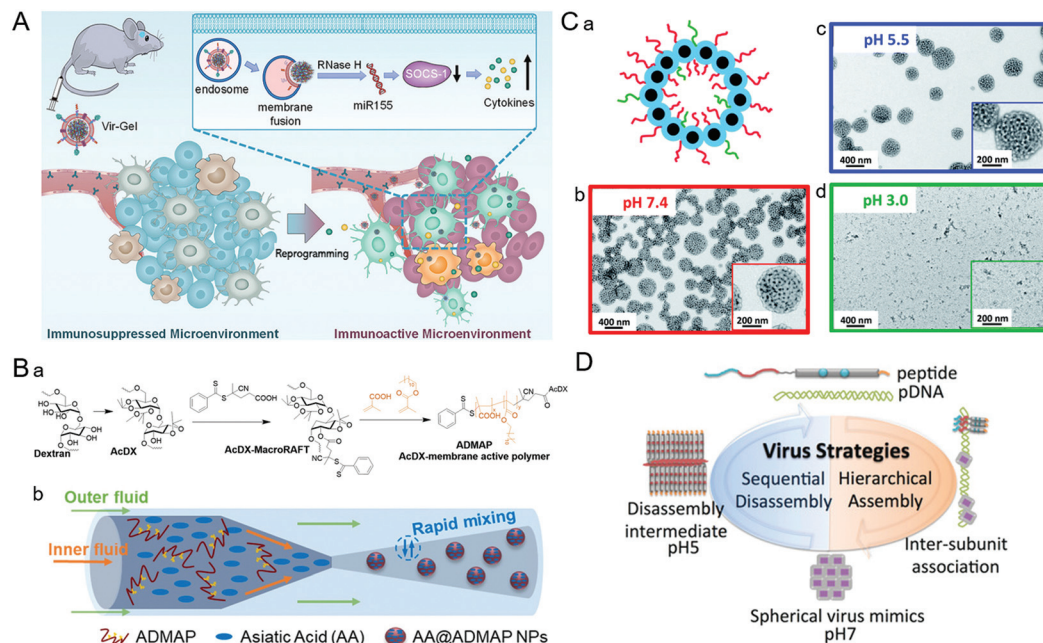 A
Vir-Gel
endosome
membrane
fusion
RNase H
miR155
SOCS-1
Cytokines
Reprogramming
Immunosuppressed Microenvironment
Immunoactive Microenvironment
B a
Dextran
AcDX
COOH
AcDX-MacroRAFT
COOH
COOH
AcDX
ADMAP
AcDX-membrane active polymer
b
Outer fluid
Inner fluid
Rapid mixing
ADMAP
Asiatic Acid (AA)
AA@ADMAP NPs
C a
b
pH 7.4
400 nm
200 nm
c
pH 5.5
400 nm
200 nm
d
pH 3.0
400 nm
200 nm
D
peptide
pDNA
Virus Strategies
Sequential
Disassembly
Hierarchical
Assembly
Disassembly
intermediate
pH5
Inter-subunit
association
Spherical virus mimics
pH7